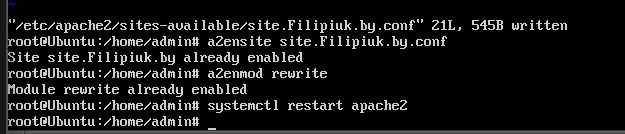 "/etc/apache2/sites-available/site.Filipiuk.by.conf" 21L, 545B written
root@Ubuntu:/home/admin# a2ensite site.Filipiuk.by.conf
Site site.Filipiuk.by already enabled
root@Ubuntu:/home/admin# a2enmod rewrite
Module rewrite already enabled
root@Ubuntu:/home/admin# systemctl restart apache2
root@Ubuntu:/home/admin# _